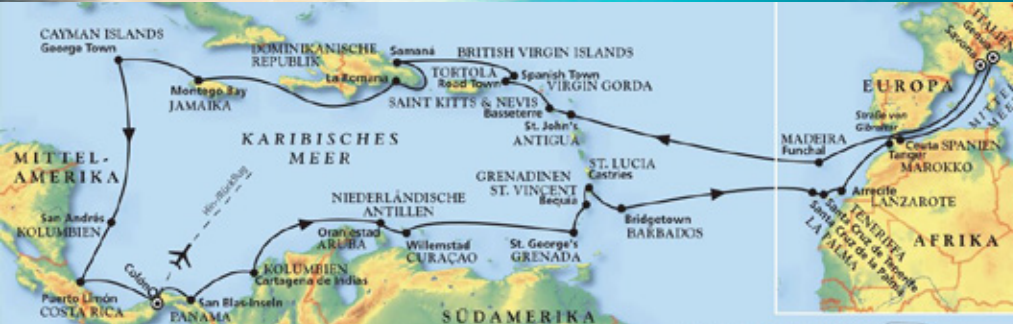 CAYMAN ISLANDS
George Town
Montego Bay
JAMAIKA
DOMINIKANISCHE
REPUBLIK
La Romana
Samaná
BRITISH VIRGIN ISLANDS
TORTOLA
Road Town
Spanish Town
VIRGIN GORDA
SAINT KITTS & NEVIS
Basseterre
St. John's
ANTIGUA
KARIBISCHES
MEER
MITTEL-
AMERIKA
San Andrés
KOLUMBIEN
Puerto Limón
COSTA RICA
Colón
PANAMA
San Blas-Inseln
Hin-/Rückflug
KOLUMBIEN
Cartagena de Indias
NIEDERLÄNDISCHE
ANTILLEN
Oranjestad
ARUBA
Willemstad
CURAÇAO
ST. LUCIA
Castries
GRENADINEN
ST. VINCENT
Bequia
St. George's
GRENADA
Bridgetown
BARBADOS
SÜDAMERIKA
ITALIEN
Genua
Savona
EUROPA
MITTEL-
MEER
Straße von
Gibraltar
MADEIRA
Funchal
Ceuta SPANIEN
Tanger
MAROKKO
Arrecife
LANZAROTE
TENERIFFA
Santa Cruz de Tenerife
Santa Cruz de la Palma
LA PALMA
AFRIKA